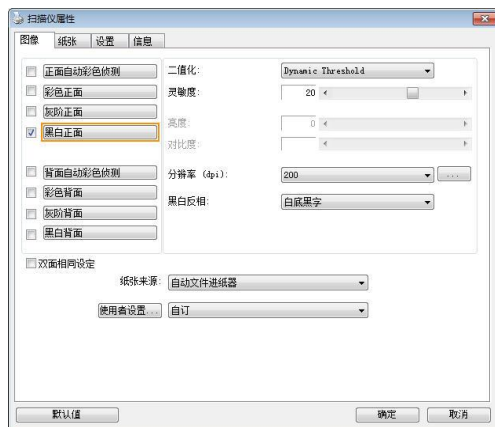 扫描仪属性
图像 纸张 设置 信息
正面自动彩色侦测
彩色正面
灰阶正面
黑白正面
背面自动彩色侦测
彩色背面
灰阶背面
黑白背面
二值化: Dynamic Threshold
灵敏度: 20
亮度: 0
对比度:
分辨率 (dpi): 200 ...
黑白反相: 白底黑字
双面相同设定
纸张来源: 自动文件进纸器
使用者设置... 自订
默认值 确定 取消